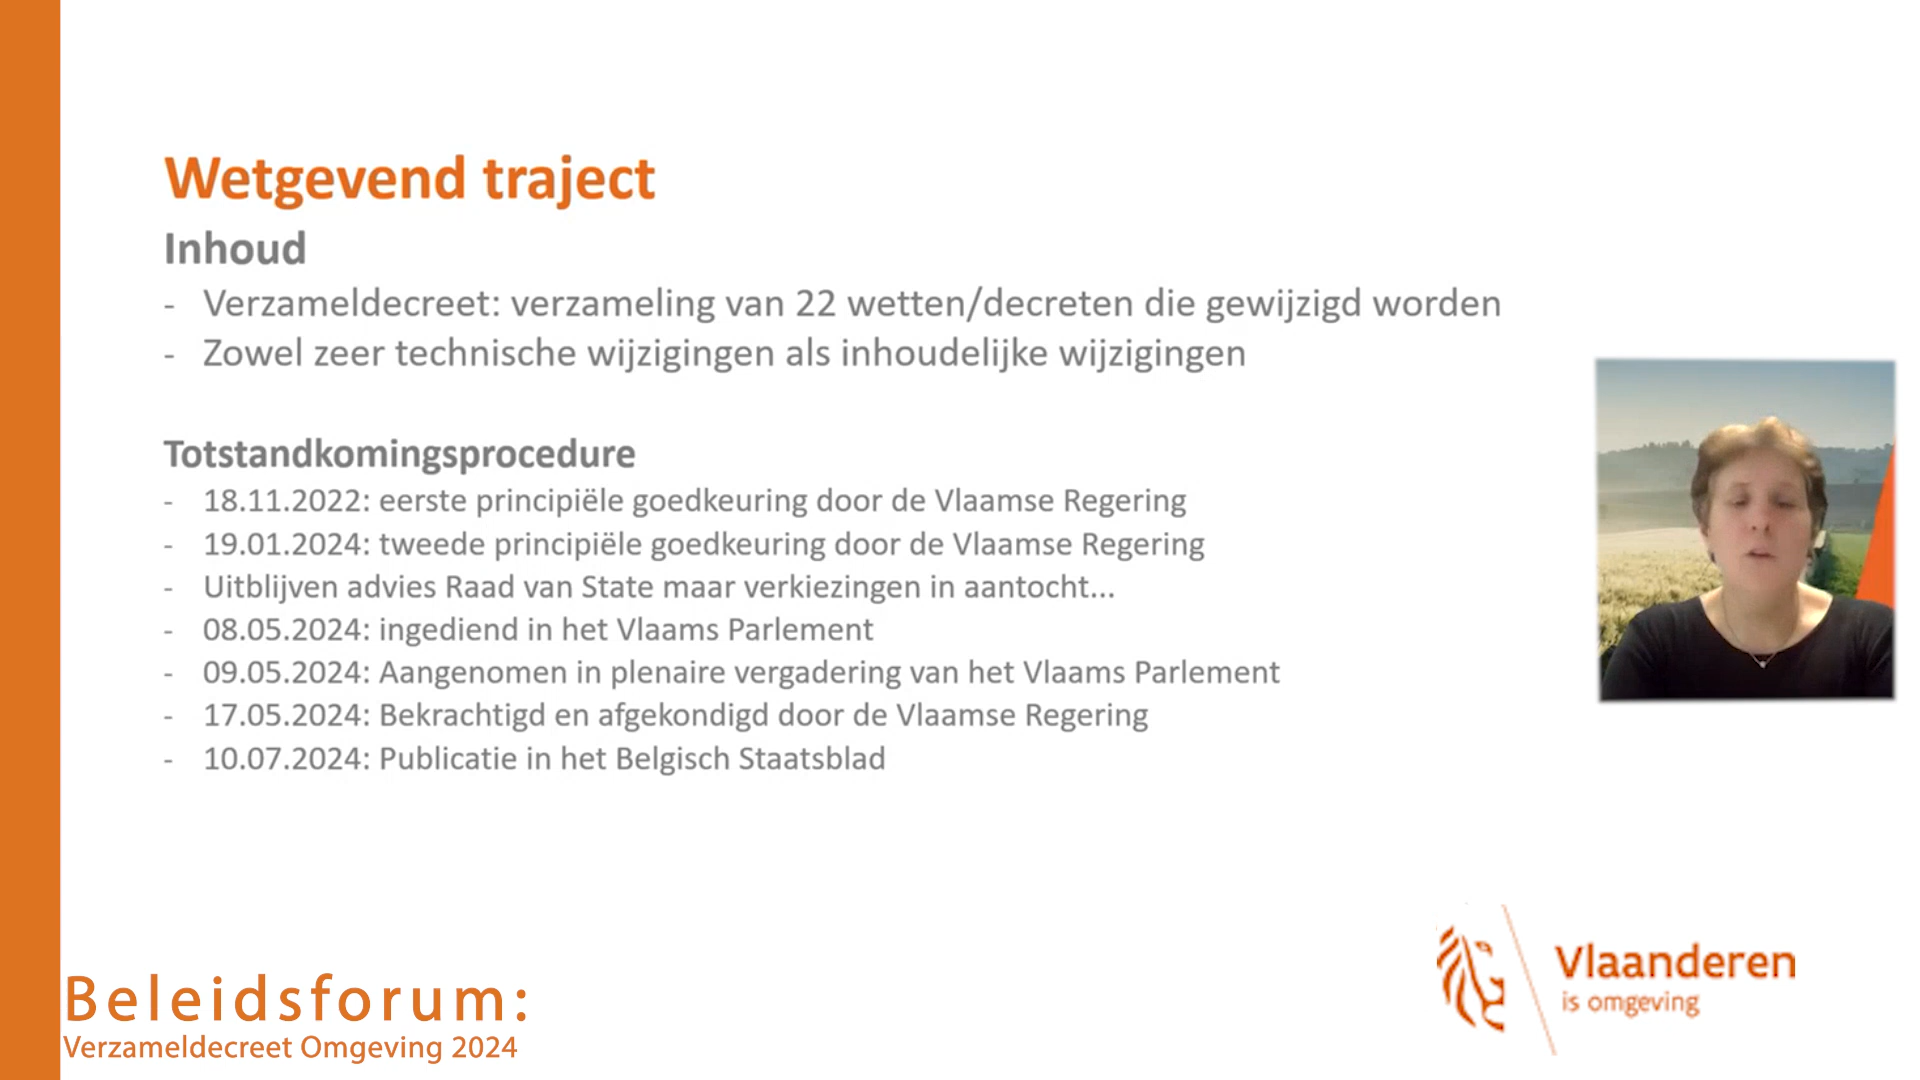 Wetgevend traject
Inhoud
- Verzameldecreet: verzameling van 22 wetten/decreten die gewijzigd worden
- Zowel zeer technische wijzigingen als inhoudelijke wijzigingen
Totstandkomingsprocedure
- 18.11.2022: eerste principiële goedkeuring door de Vlaamse Regering
- 19.01.2024: tweede principiële goedkeuring door de Vlaamse Regering
- Uitblijven advies Raad van State maar verkiezingen in aantocht...
- 08.05.2024: ingediend in het Vlaams Parlement
- 09.05.2024: Aangenomen in plenaire vergadering van het Vlaams Parlement
- 17.05.2024: Bekrachtigd en afgekondigd door de Vlaamse Regering
- 10.07.2024: Publicatie in het Belgisch Staatsblad
Beleidsforum:
Verzameldecreet Omgeving 2024
Vlaanderen
is omgeving